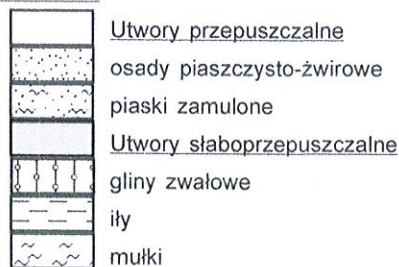 Utwory przepuszczalne
osady piaszczysto-żwirowe
piaski zamulone
Utwory słaboprzepuszczalne
gliny zwałowe
iły
mułki